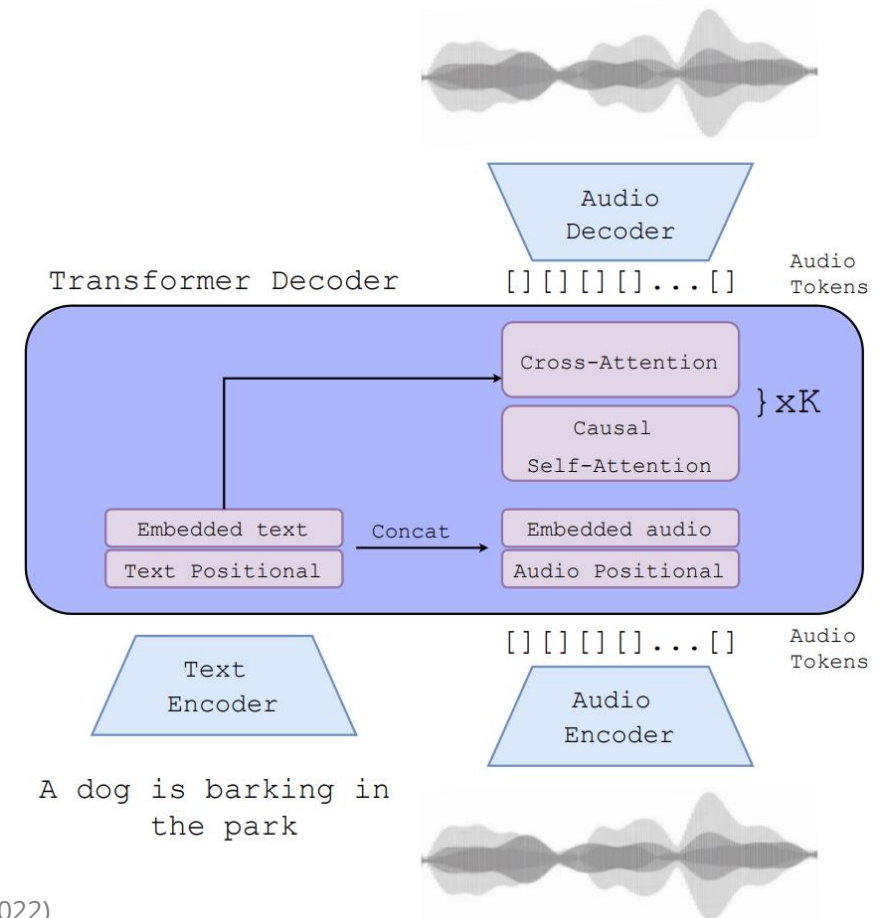 Audio
Decoder
Transformer Decoder
[][][][]...[]
Audio
Tokens
Cross-Attention
}xK
Causal
Self-Attention
Embedded text
Concat
Embedded audio
Text Positional
Audio Positional
[][][][]...[]
Audio
Tokens
Text
Encoder
Audio
Encoder
A dog is barking in
the park
022)